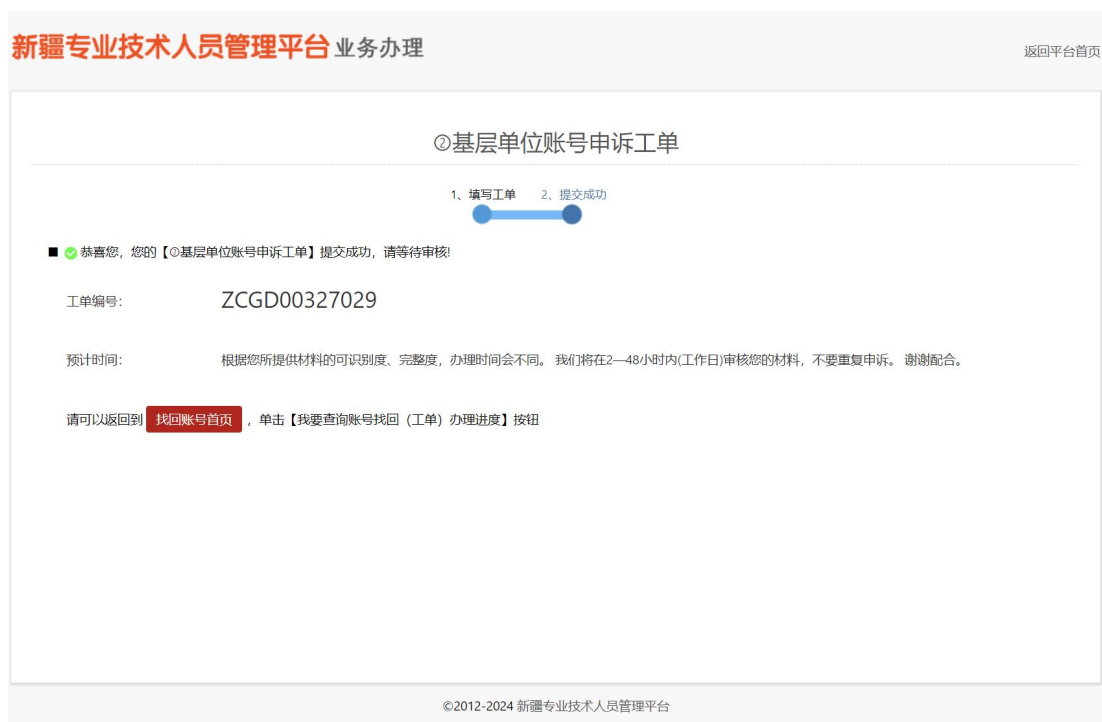 新疆专业技术人员管理平台 业务办理
返回平台首页
②基层单位账号申诉工单
1、填写工单 2、提交成功
恭喜您，您的【②基层单位账号申诉工单】提交成功，请等待审核!
工单编号： ZCGD00327029
预计时间： 根据您所提供材料的可识别度、完整度，办理时间会不同。 我们将在2—48小时内(工作日)审核您的材料，不要重复申诉。 谢谢配合。
请可以返回到 找回账号首页 ，单击【我要查询账号找回（工单）办理进度】按钮
©2012-2024 新疆专业技术人员管理平台